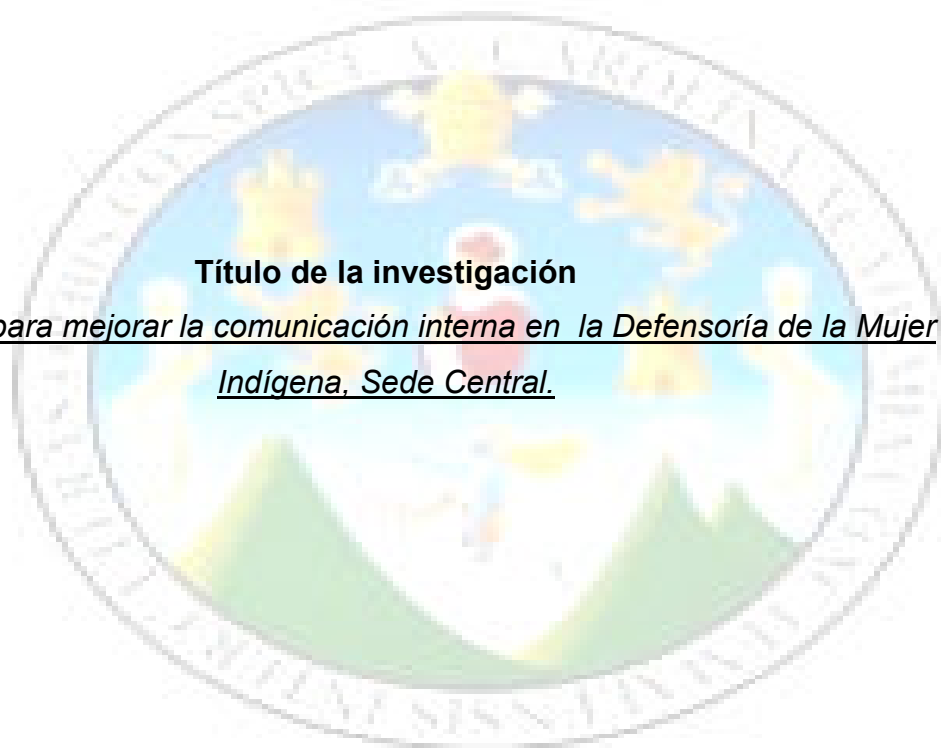 Título de la investigación
para mejorar la comunicación interna en la Defensoría de la Mujer
Indígena, Sede Central.